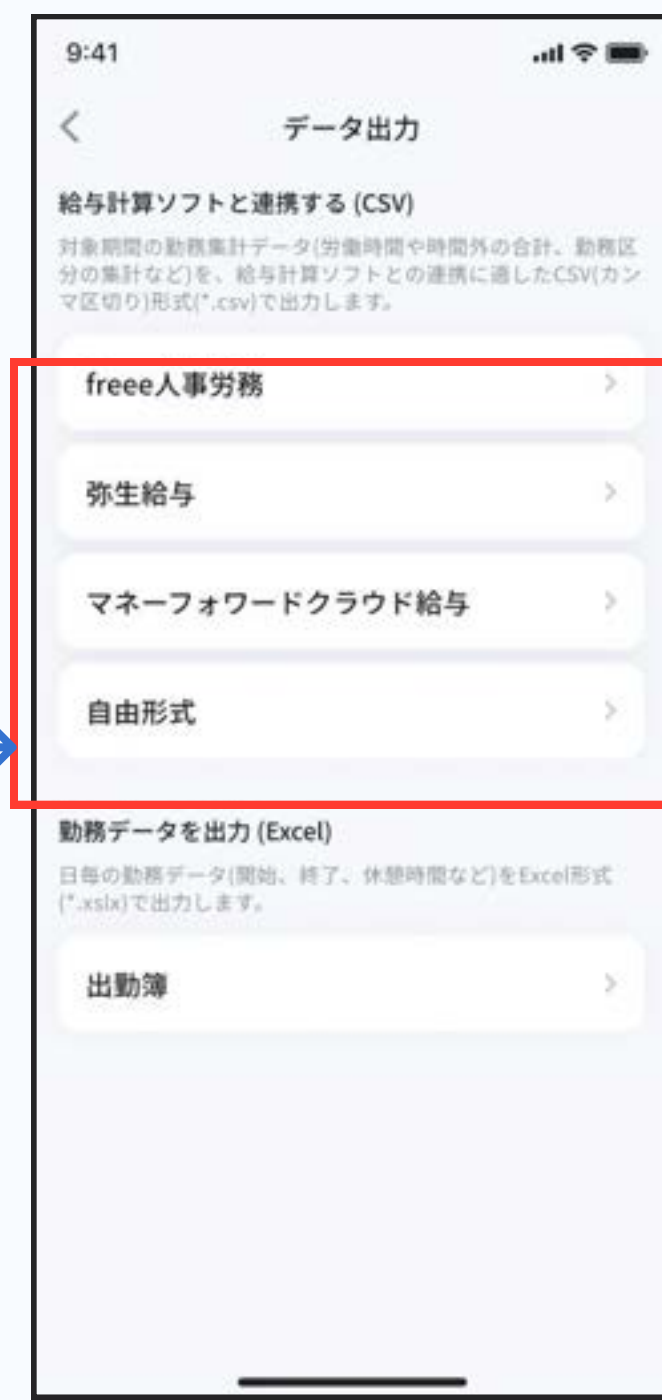 9:41
データ出力
給与計算ソフトと連携する (CSV)
対象期間の勤務集計データ(労働時間や時間外の合計、勤務区
分の集計など)を、給与計算ソフトとの連携に適したCSV(カン
マ区切り)形式(*.csv)で出力します。
freee人事労務
弥生給与
マネーフォワードクラウド給与
自由形式
勤務データを出力 (Excel)
日毎の勤務データ(開始、終了、休憩時間など)をExcel形式
(*.xslx)で出力します。
出勤簿